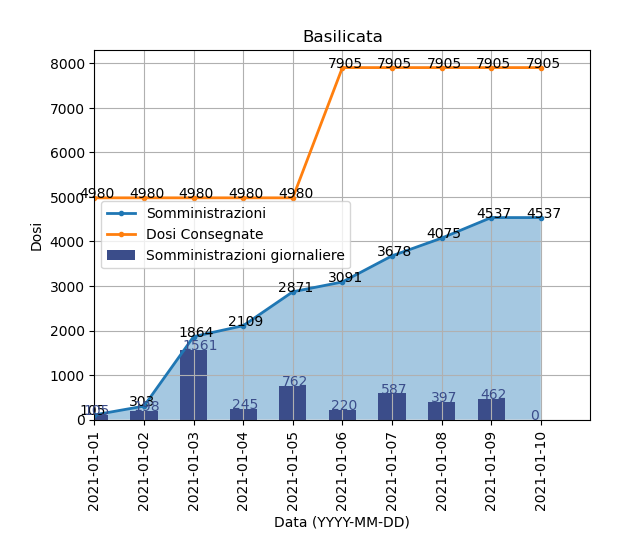 Basilicata
8000
7000
6000
5000
4000
3000
2000
1000
0
Dosi
7905 7905 7905 7905 7905
4980 4980 4980 4980 4980
Somministrazioni
Dosi Consegnate
Somministrazioni giornaliere
303 1864 2109 2871 3091 3678 4075 4537 4537
1561 245 762 220 587 397 462 0
2021-01-01
2021-01-02
2021-01-03
2021-01-04
2021-01-05
2021-01-06
2021-01-07
2021-01-08
2021-01-09
2021-01-10
Data (YYYY-MM-DD)